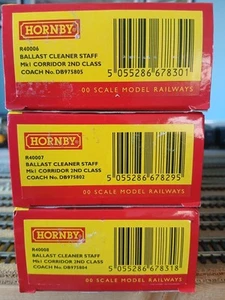 HORNBY
R40006
BALLAST CLEANER STAFF
Mk1 CORRIDOR 2ND CLASS
COACH No. DB975805
5 055286 678301
00 SCALE MODEL RAILWAYS
HORNBY
R40007
BALLAST CLEANER STAFF
Mk1 CORRIDOR 2ND CLASS
COACH No. DB975802
5 055286 678295
00 SCALE MODEL RAILWAYS
HORNBY
R40008
BALLAST CLEANER STAFF
Mk1 CORRIDOR 2ND CLASS
COACH No. DB975804
5 055286 678318
00 SCALE MODEL RAILWAYS